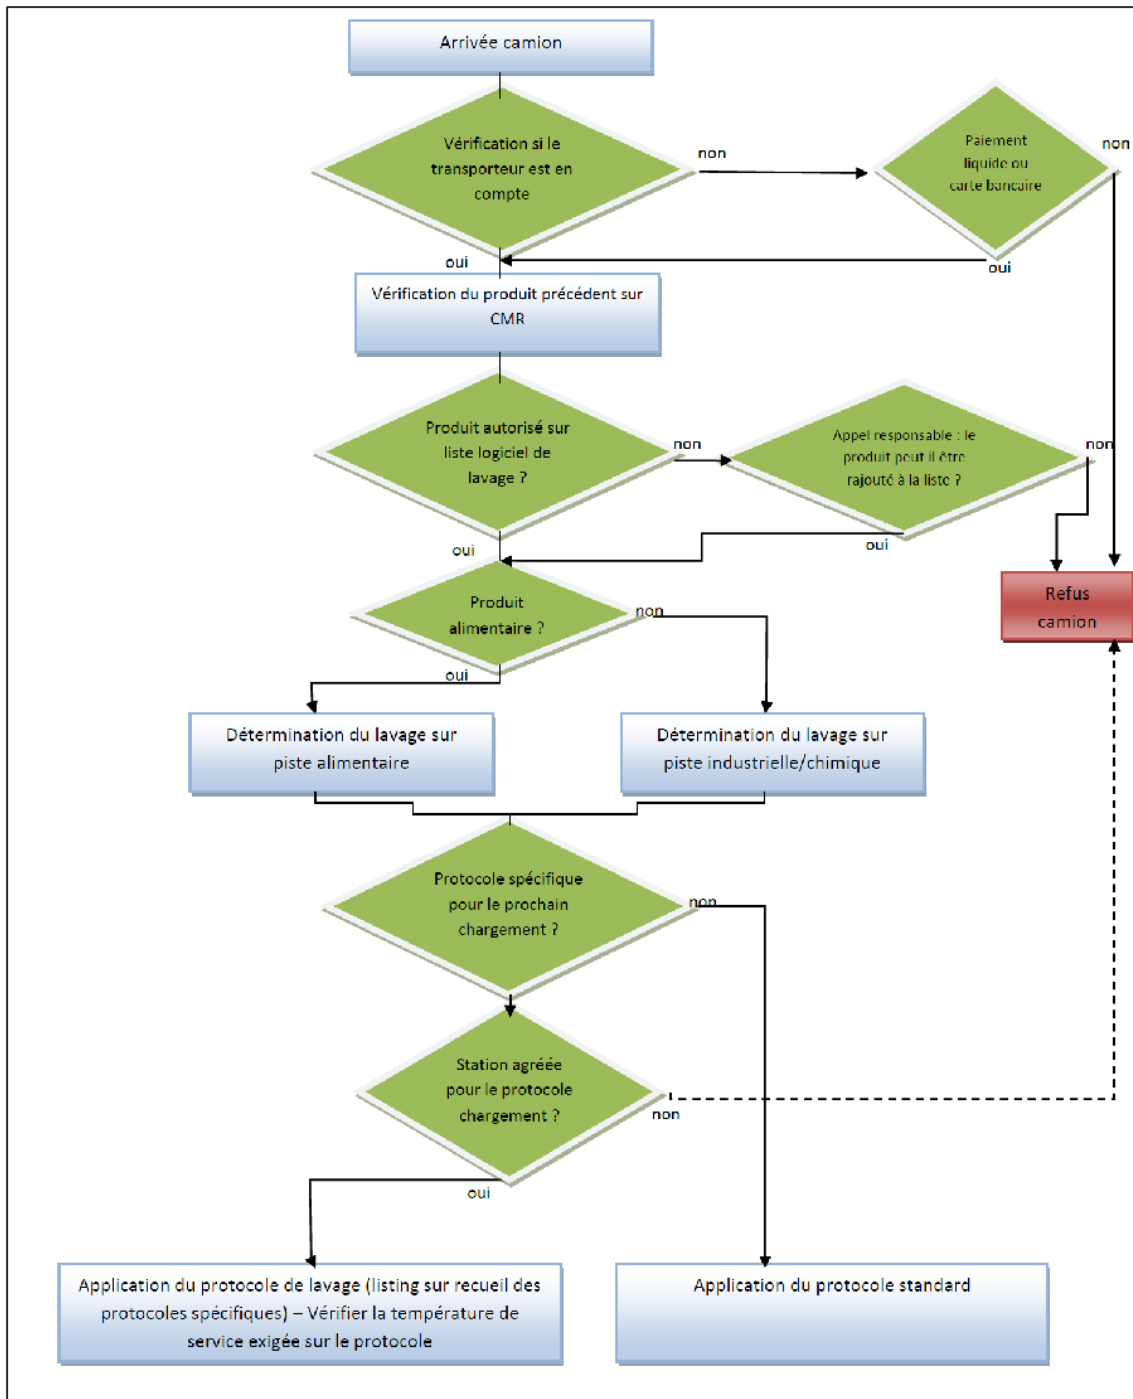 Arrivée camion
Vérification si le
transporteur est en
compte
non
Paiement
liquide ou
carte bancaire
non
oui
oui
Vérification du produit précédent sur
CMR
Produit autorisé sur
liste logiciel de
lavage ?
non
Appel responsable : le
produit peut il être
rajouté à la liste ?
non
oui
oui
Refus
camion
Produit
alimentaire ?
non
oui
Détermination du lavage sur
piste alimentaire
Détermination du lavage sur
piste industrielle/chimique
Protocole spécifique
pour le prochain
chargement ?
non
Station agréée
pour le protocole
chargement ?
non
oui
Application du protocole de lavage (listing sur recueil des
protocoles spécifiques) – Vérifier la température de
service exigée sur le protocole
Application du protocole standard